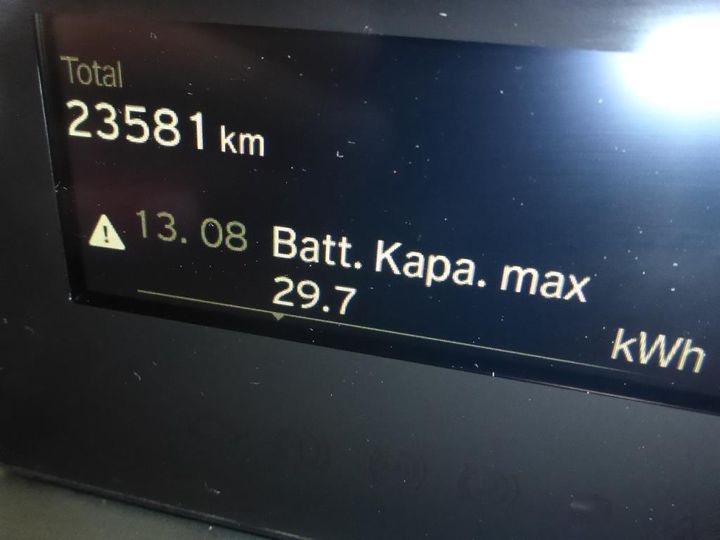 Total
23581 km
13. 08 Batt. Kapa. max
29.7
kWh